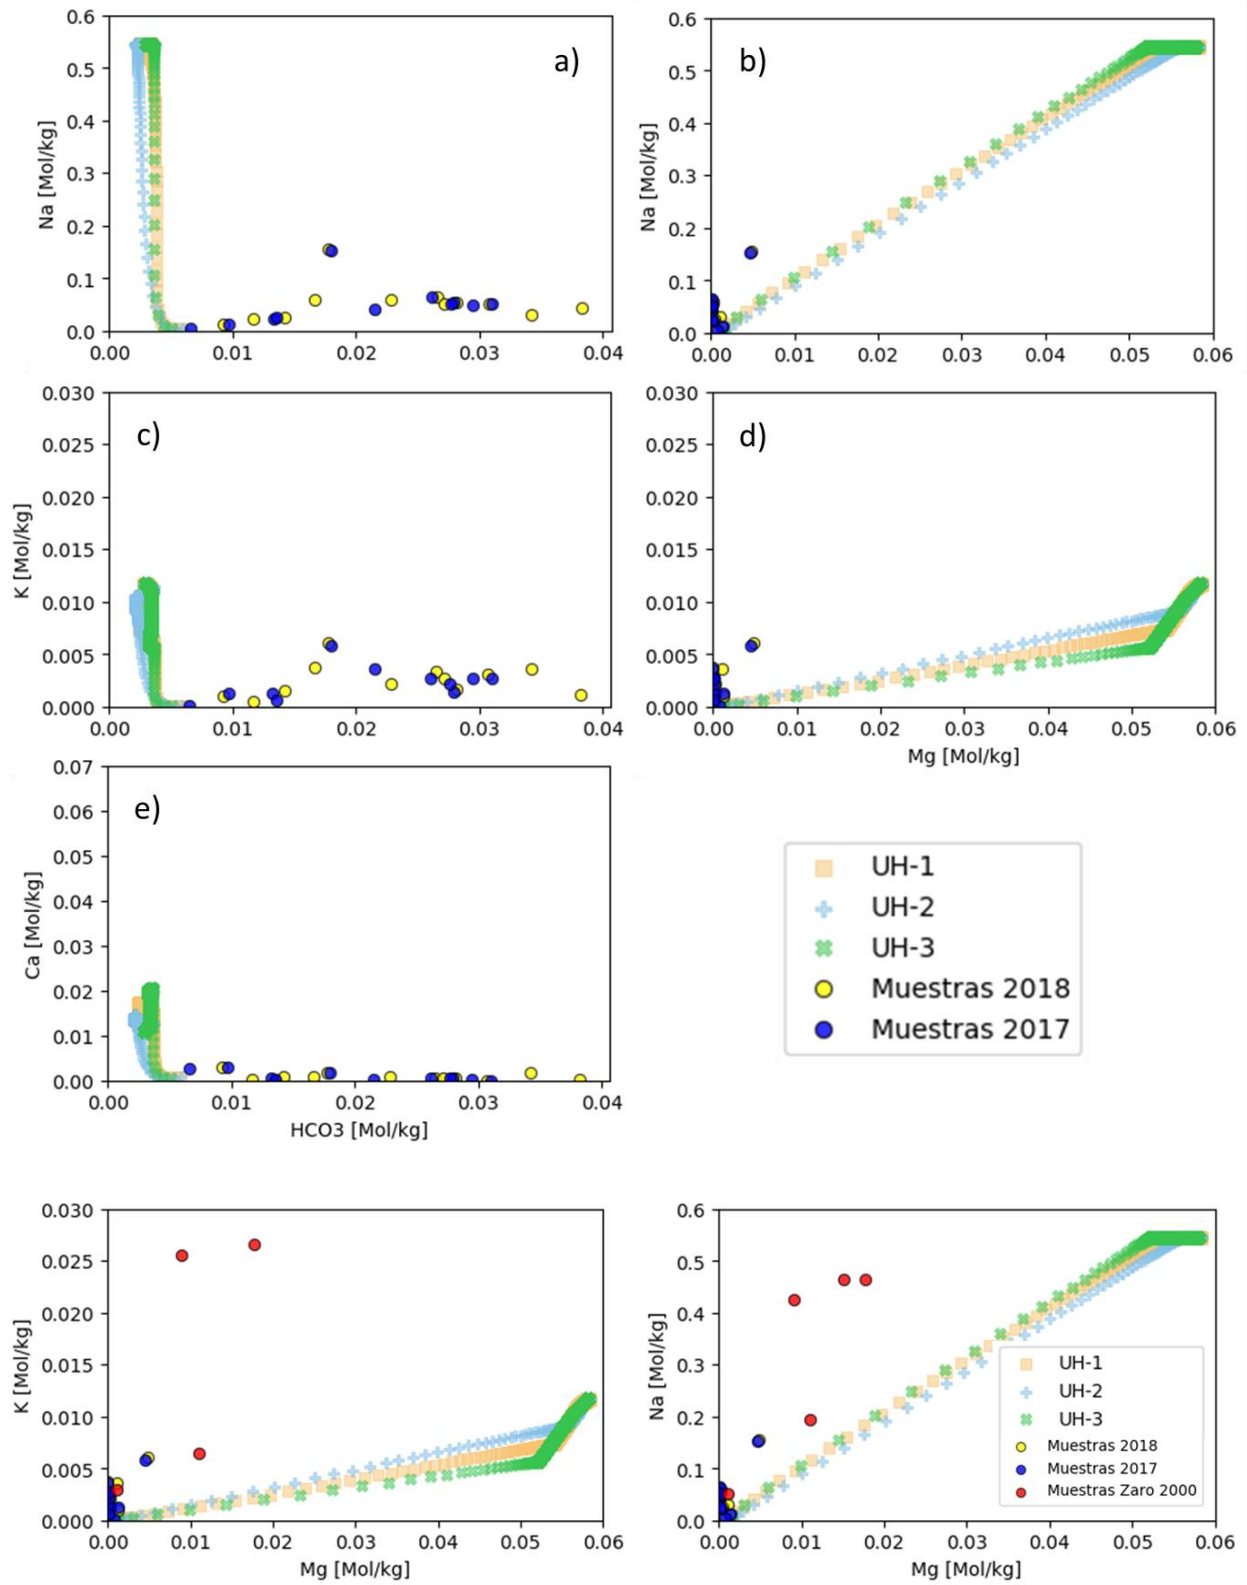 a)
Na [Mol/kg]
0.6
0.5
0.4
0.3
0.2
0.1
0.0
0.00 0.01 0.02 0.03 0.04
b)
Na [Mol/kg]
0.6
0.5
0.4
0.3
0.2
0.1
0.0
0.00 0.01 0.02 0.03 0.04 0.05 0.06
c)
K [Mol/kg]
0.030
0.025
0.020
0.015
0.010
0.005
0.000
0.00 0.01 0.02 0.03 0.04
d)
0.030
0.025
0.020
0.015
0.010
0.005
0.000
0.00 0.01 0.02 0.03 0.04 0.05 0.06
Mg [Mol/kg]
e)
Ca [Mol/kg]
0.07
0.06
0.05
0.04
0.03
0.02
0.01
0.00
0.00 0.01 0.02 0.03 0.04
HCO3 [Mol/kg]
UH-1
UH-2
UH-3
Muestras 2018
Muestras 2017
K [Mol/kg]
0.030
0.025
0.020
0.015
0.010
0.005
0.000
0.00 0.01 0.02 0.03 0.04 0.05 0.06
Mg [Mol/kg]
Na [Mol/kg]
0.6
0.5
0.4
0.3
0.2
0.1
0.0
0.00 0.01 0.02 0.03 0.04 0.05 0.06
Mg [Mol/kg]
UH-1
UH-2
UH-3
Muestras 2018
Muestras 2017
Muestras Zaro 2000